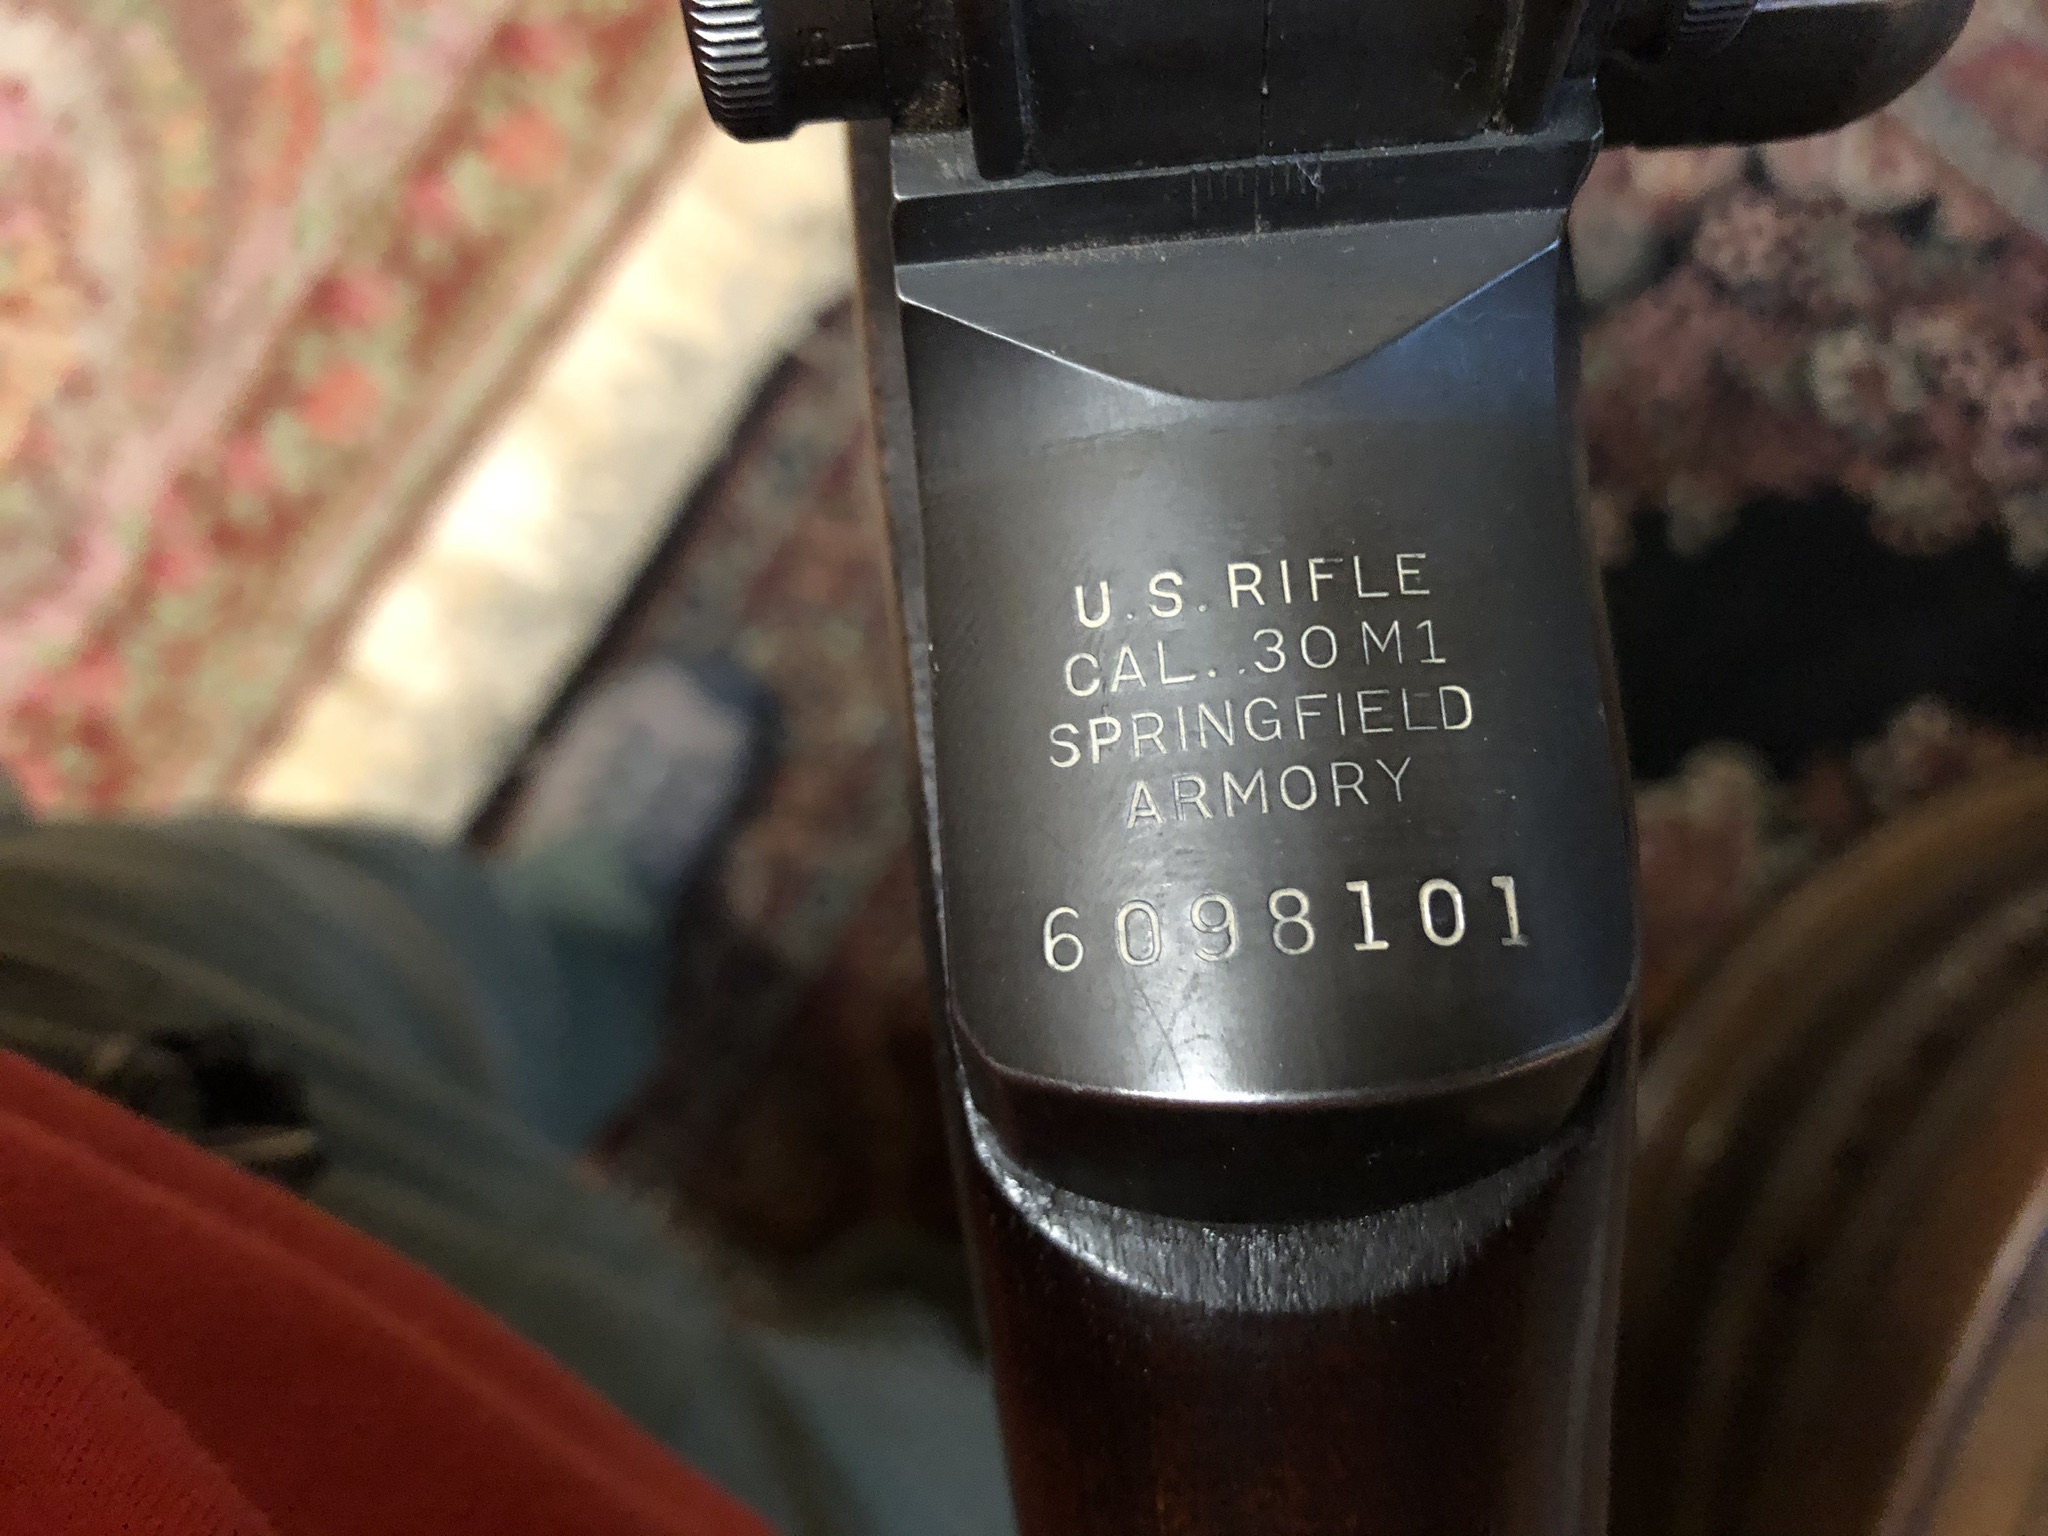 U.S. RIFLE
CAL. .30 M1
SPRINGFIELD
ARMORY
6098101